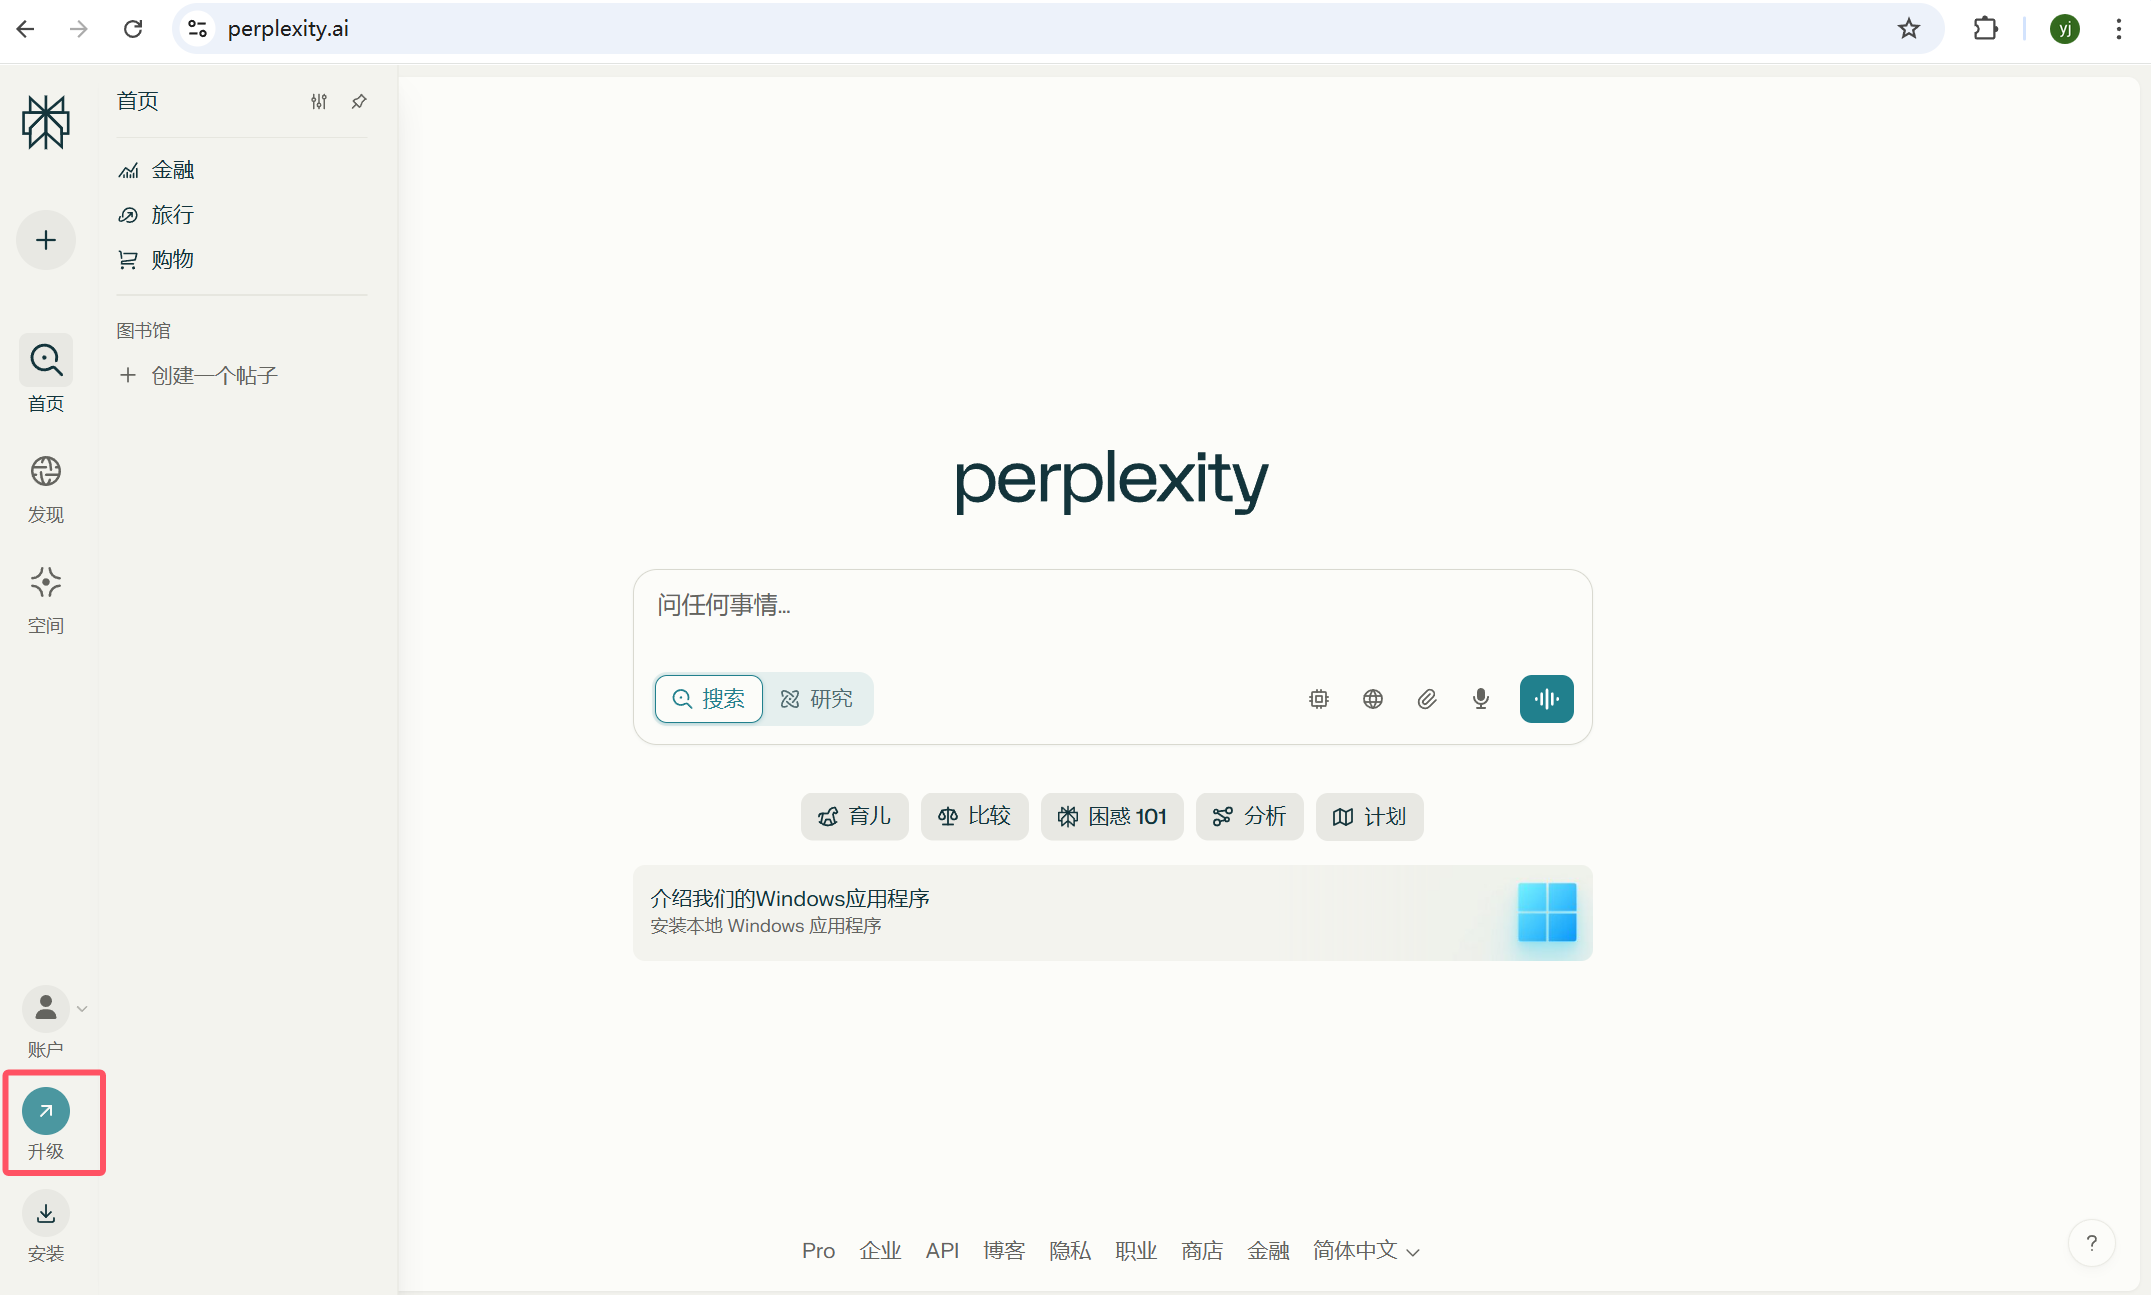 perplexity.ai
yj
首页
金融
旅行
购物
图书馆
创建一个帖子
首页
发现
空间
账户
升级
安装
perplexity
问任何事情...
搜索 研究
育儿 比较 困惑 101 分析 计划
介绍我们的Windows应用程序
安装本地 Windows 应用程序
Pro 企业 API 博客 隐私 职业 商店 金融 简体中文
?